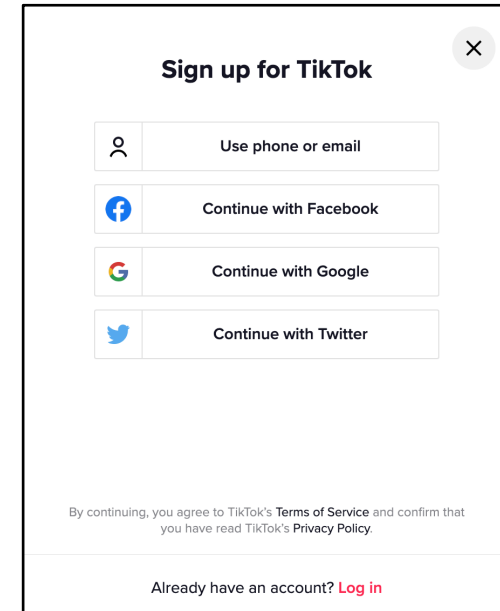 Sign up for TikTok
Use phone or email
Continue with Facebook
Continue with Google
Continue with Twitter
By continuing, you agree to TikTok's Terms of Service and confirm that
you have read TikTok's Privacy Policy.
Already have an account? Log in